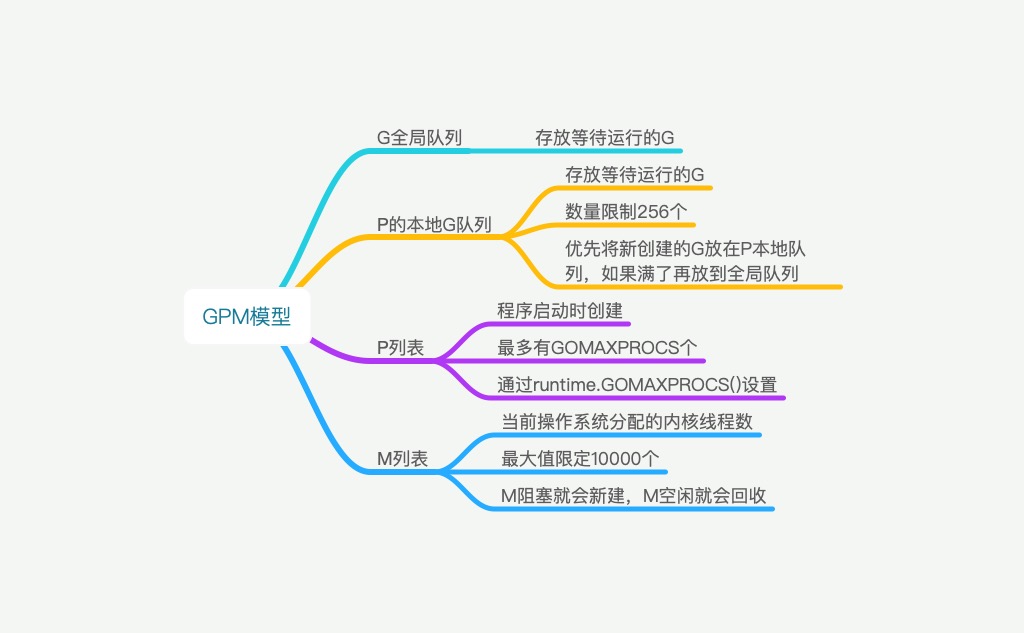 GPM模型
G全局队列
存放等待运行的G
P的本地G队列
存放等待运行的G
数量限制256个
优先将新创建的G放在P本地队
列，如果满了再放到全局队列
P列表
程序启动时创建
最多有GOMAXPROCS个
通过runtime.GOMAXPROCS()设置
M列表
当前操作系统分配的内核线程数
最大值限定10000个
M阻塞就会新建，M空闲就会回收